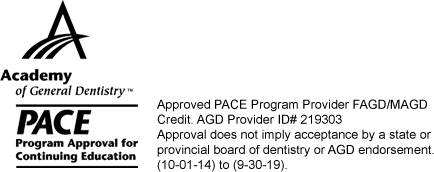 Academy
of General Dentistry™
PACE
Program Approval for
Continuing Education
Approved PACE Program Provider FAGD/MAGD
Credit. AGD Provider ID# 219303
Approval does not imply acceptance by a state or
provincial board of dentistry or AGD endorsement.
(10-01-14) to (9-30-19).